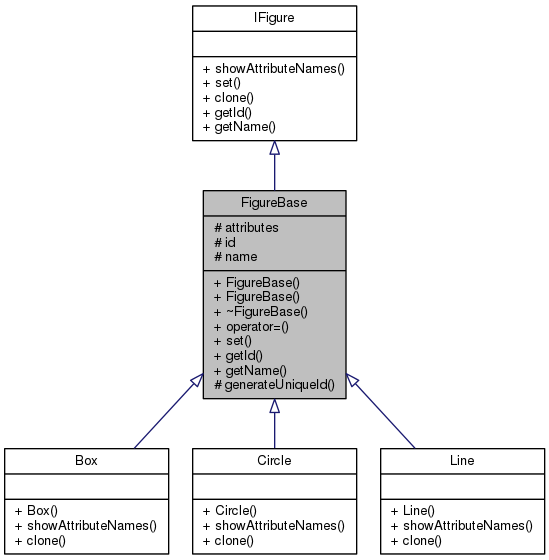 IFigure
+ showAttributeNames()
+ set()
+ clone()
+ getId()
+ getName()
FigureBase
# attributes
# id
# name
+ FigureBase()
+ FigureBase()
+ ~FigureBase()
+ operator=()
+ set()
+ getId()
+ getName()
# generateUniqueId()
Box
+ Box()
+ showAttributeNames()
+ clone()
Circle
+ Circle()
+ showAttributeNames()
+ clone()
Line
+ Line()
+ showAttributeNames()
+ clone()